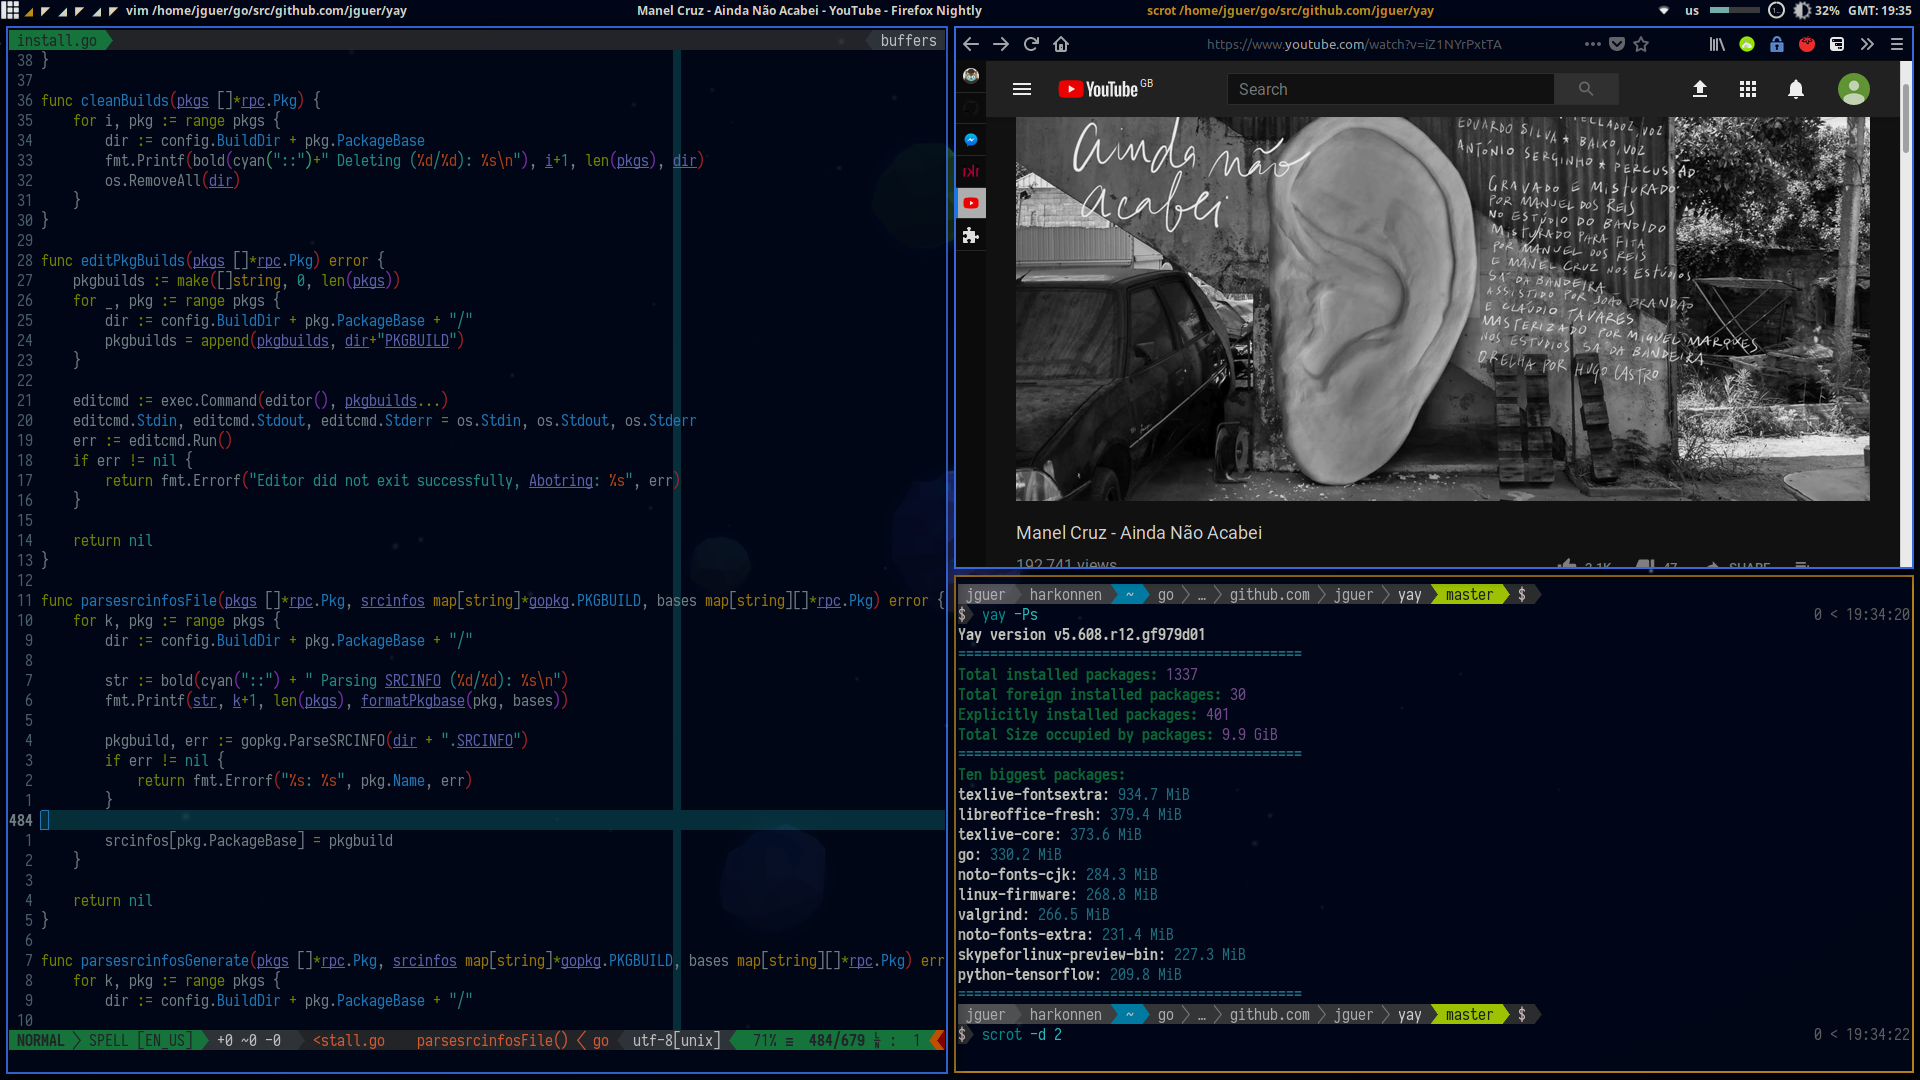 vim /home/jguer/go/src/github.com/jguer/yay
Manel Cruz - Ainda Não Acabei - YouTube - Firefox Nightly
scrot /home/jguer/go/src/github.com/jguer/yay
us
32%
GMT: 19:35
install.go
buffers
38 }
37
36 func cleanBuilds(pkgs []*rpc.Pkg) {
35     for i, pkg := range pkgs {
34         dir := config.BuildDir + pkg.PackageBase
33         fmt.Printf(bold(cyan("::")+" Deleting (%d/%d): %s\n"), i+1, len(pkgs), dir)
32         os.RemoveAll(dir)
31     }
30 }
29
28 func editPkgBuilds(pkgs []*rpc.Pkg) error {
27     pkgbuilds := make([]string, 0, len(pkgs))
26     for _, pkg := range pkgs {
25         dir := config.BuildDir + pkg.PackageBase + "/"
24         pkgbuilds = append(pkgbuilds, dir+"PKGBUILD")
23     }
22
21     editcmd := exec.Command(editor(), pkgbuilds...)
20     editcmd.Stdin, editcmd.Stdout, editcmd.Stderr = os.Stdin, os.Stdout, os.Stderr
19     err := editcmd.Run()
18     if err != nil {
17         return fmt.Errorf("Editor did not exit successfully, Abotring: %s", err)
16     }
15
14     return nil
13 }
12
11 func parsesrcinfosFile(pkgs []*rpc.Pkg, srcinfos map[string]*gopkg.PKGBUILD, bases map[string][]*rpc.Pkg) error {
10     for k, pkg := range pkgs {
9         dir := config.BuildDir + pkg.PackageBase + "/"
8
7         str := bold(cyan("::") + " Parsing SRCINFO (%d/%d): %s\n")
6         fmt.Printf(str, k+1, len(pkgs), formatPkgbase(pkg, bases))
5
4         pkgbuild, err := gopkg.ParseSRCINFO(dir + ".SRCINFO")
3         if err != nil {
2             return fmt.Errorf("%s: %s", pkg.Name, err)
1         }
484
1         srcinfos[pkg.PackageBase] = pkgbuild
2     }
3
4     return nil
5 }
6
7 func parsesrcinfosGenerate(pkgs []*rpc.Pkg, srcinfos map[string]*gopkg.PKGBUILD, bases map[string][]*rpc.Pkg) err
8     for k, pkg := range pkgs {
9         dir := config.BuildDir + pkg.PackageBase + "/"
10
NORMAL SPELL [EN_US] +0 ~0 -0 <stall.go parsesrcinfosFile() go utf-8[unix] 71% 484/679 : 1
https://www.youtube.com/watch?v=iZ1NYrPxtTA
YouTube GB
Search
Ainda não
acabei
EDUARDO SILVA * BAIXO, VOZ
ANTÓNIO SERGINHO * PERCUSSÃO
GRAVADO E MISTURADO
POR MANUEL DOS REIS
NO ESTÚDIO DO BANDIDO
MISTURADO PARA FITA
POR MANUEL DOS REIS
E MANEL CRUZ NOS ESTÚDIOS
SÁ DA BANDEIRA
ASSISTIDO POR JOÃO BRANDÃO
E CLÁUDIO TAVARES
MASTERIZADO POR MIGUEL MARQUES
NOS ESTÚDIOS SÁ DA BANDEIRA
ORELHA POR HUGO CASTRO
Manel Cruz - Ainda Não Acabei
192,741 views
2.1K
47
SHARE
jguer harkonnen ~ go … github.com jguer yay master $
$ yay -Ps
0 < 19:34:20
Yay version v5.608.r12.gf979d01
===========================================
Total installed packages: 1337
Total foreign installed packages: 30
Explicitly installed packages: 401
Total Size occupied by packages: 9.9 GiB
===========================================
Ten biggest packages:
texlive-fontsextra: 934.7 MiB
libreoffice-fresh: 379.4 MiB
texlive-core: 373.6 MiB
go: 330.2 MiB
noto-fonts-cjk: 284.3 MiB
linux-firmware: 268.8 MiB
valgrind: 266.5 MiB
noto-fonts-extra: 231.4 MiB
skypeforlinux-preview-bin: 227.3 MiB
python-tensorflow: 209.8 MiB
===========================================
jguer harkonnen ~ go … github.com jguer yay master $
$ scrot -d 2
0 < 19:34:22